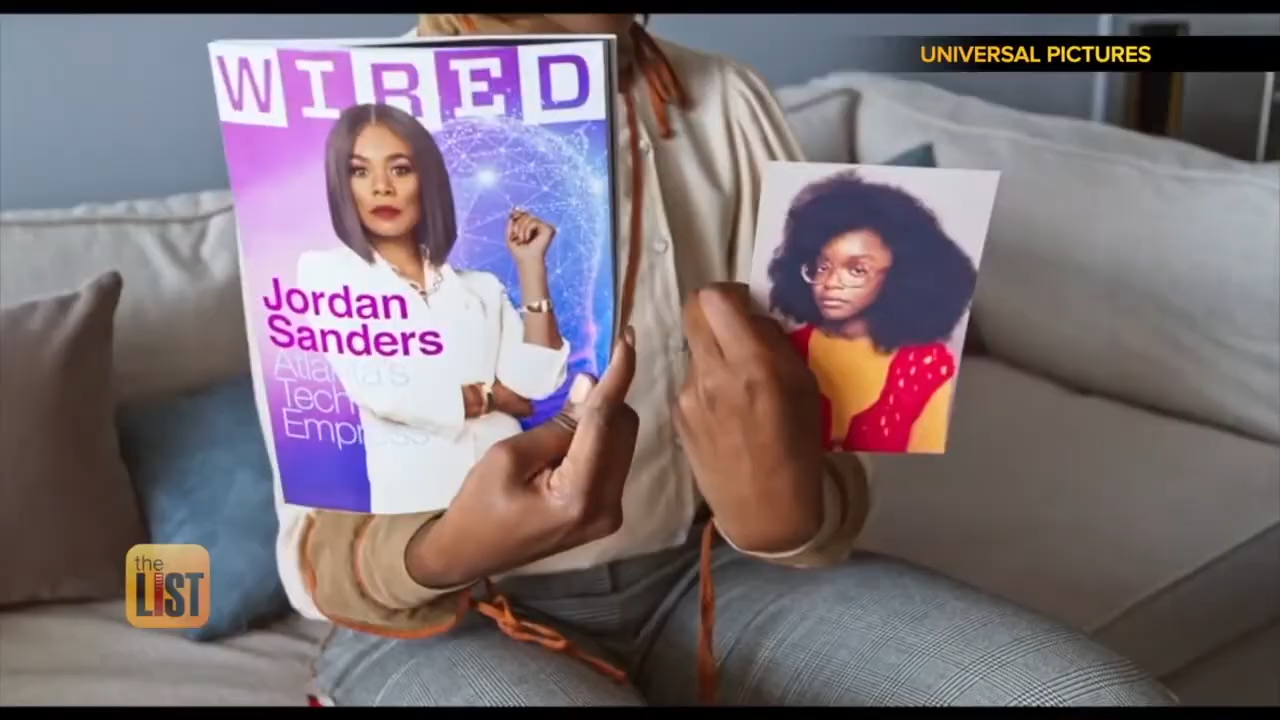 UNIVERSAL PICTURES
WIRED
Jordan
Sanders
Atlanta's
Tech
Empress
the
LIST